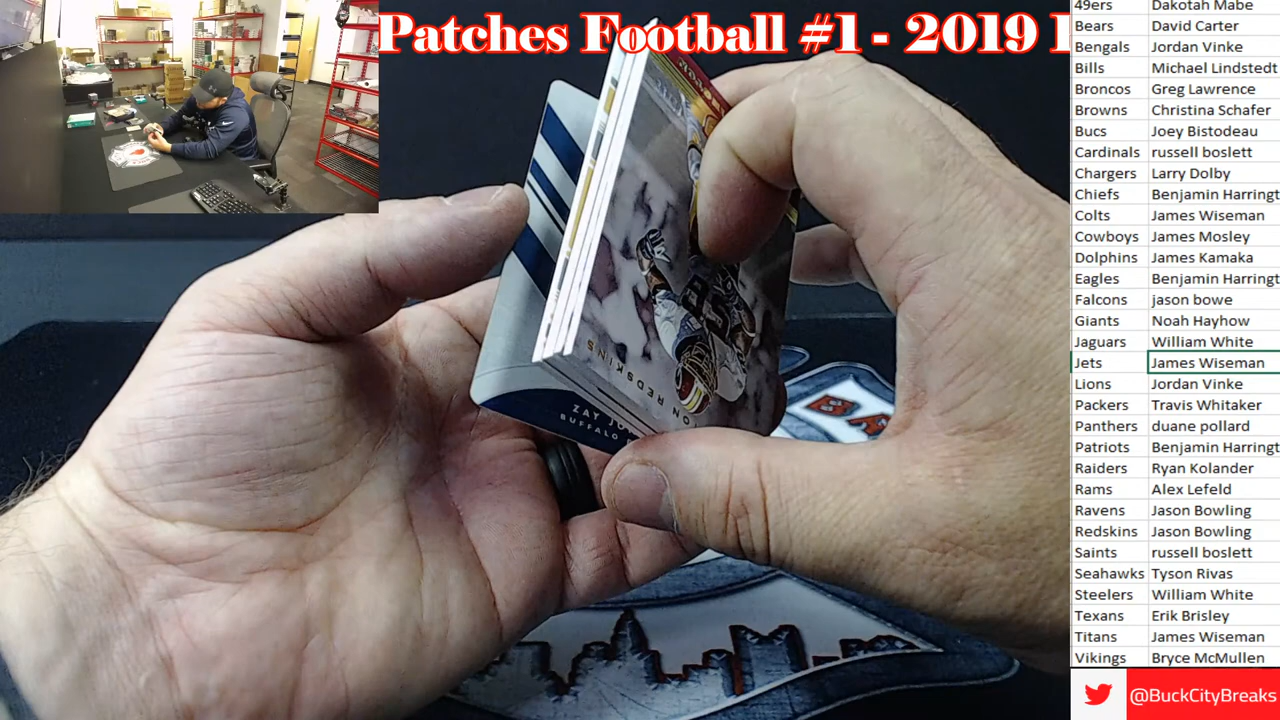 Patches Football #1 - 2019
49ers Dakotah Mabe
Bears David Carter
Bengals Jordan Vinke
Bills Michael Lindstedt
Broncos Greg Lawrence
Browns Christina Schafer
Bucs Joey Bistodeau
Cardinals russell boslett
Chargers Larry Dolby
Chiefs Benjamin Harringt
Colts James Wiseman
Cowboys James Mosley
Dolphins James Kamaka
Eagles Benjamin Harringt
Falcons jason bowe
Giants Noah Hayhow
Jaguars William White
Jets James Wiseman
Lions Jordan Vinke
Packers Travis Whitaker
Panthers duane pollard
Patriots Benjamin Harringt
Raiders Ryan Kolander
Rams Alex Lefeld
Ravens Jason Bowling
Redskins Jason Bowling
Saints russell boslett
Seahawks Tyson Rivas
Steelers William White
Texans Erik Brisley
Titans James Wiseman
Vikings Bryce McMullen
@BuckCityBreaks
ON REDSKINS
ZAY JO
BUFFALO